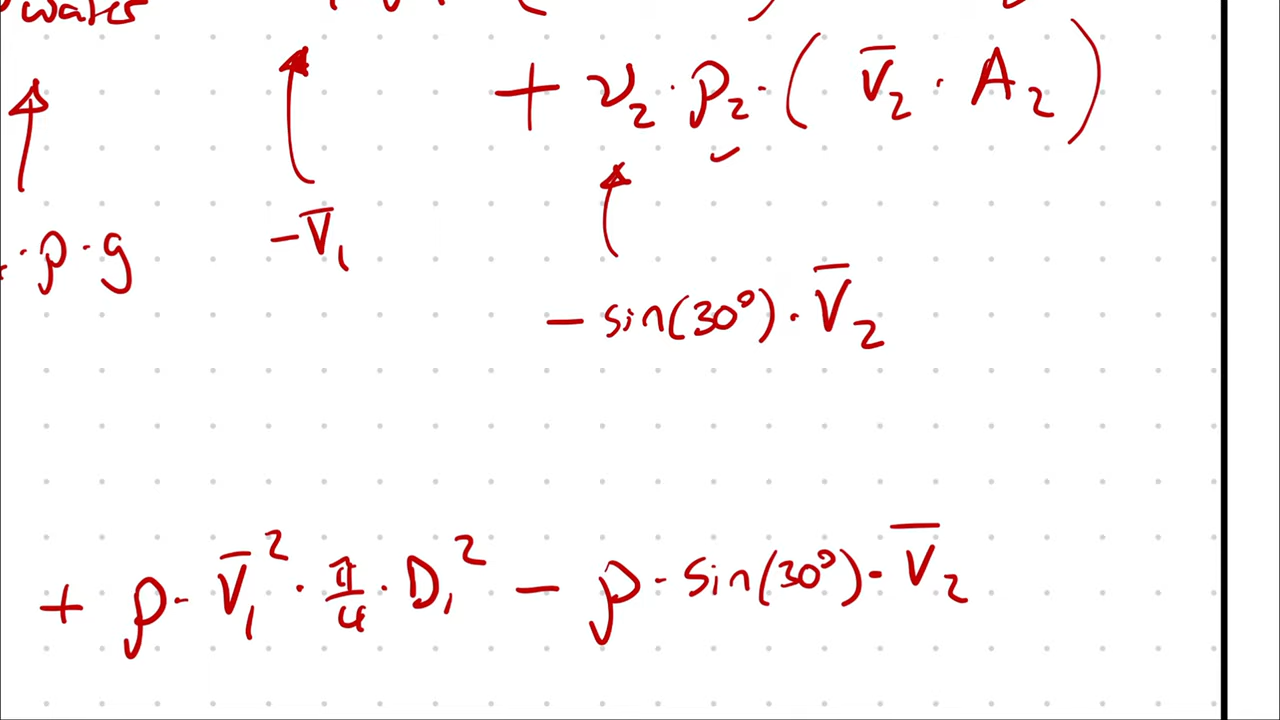 water
+ v₂ · ρ₂ · ( V̅₂ · A₂ )
· ρ · g
- V̅₁
- sin(30°) · V̅₂
+ ρ · V̅₁² · π/4 · D₁² - ρ · sin(30°) · V̅₂